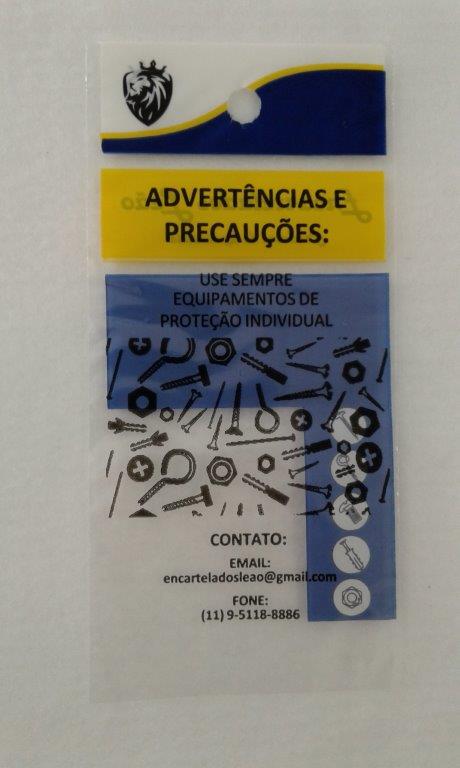 ADVERTÊNCIAS E
PRECAUÇÕES:
USE SEMPRE
EQUIPAMENTOS DE
PROTEÇÃO INDIVIDUAL
CONTATO:
EMAIL:
encarteladosleao@gmail.com
FONE:
(11) 9-5118-8886